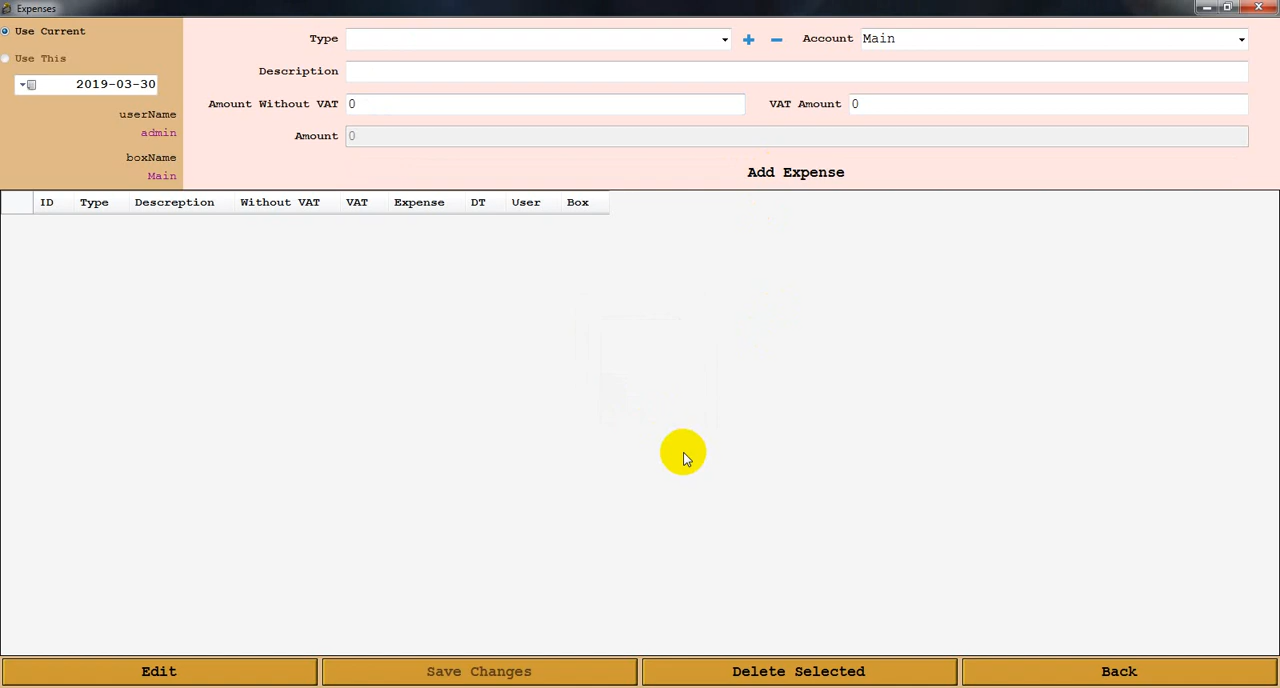 Expenses
Use Current
Use This
2019-03-30
userName
admin
boxName
Main
Type
Account Main
Description
Amount Without VAT 0
VAT Amount 0
Amount 0
Add Expense
ID Type Descreption Without VAT VAT Expense DT User Box
Edit
Save Changes
Delete Selected
Back